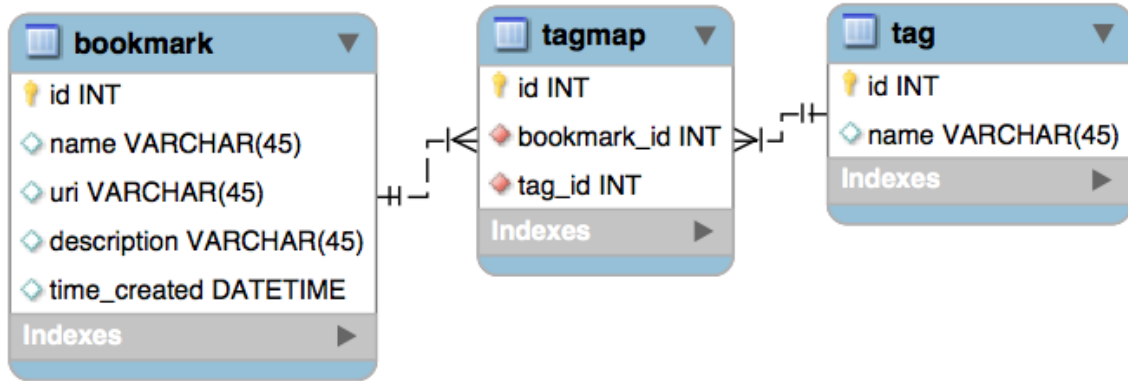 bookmark
id INT
name VARCHAR(45)
uri VARCHAR(45)
description VARCHAR(45)
time_created DATETIME
Indexes
tagmap
id INT
bookmark_id INT
tag_id INT
Indexes
tag
id INT
name VARCHAR(45)
Indexes